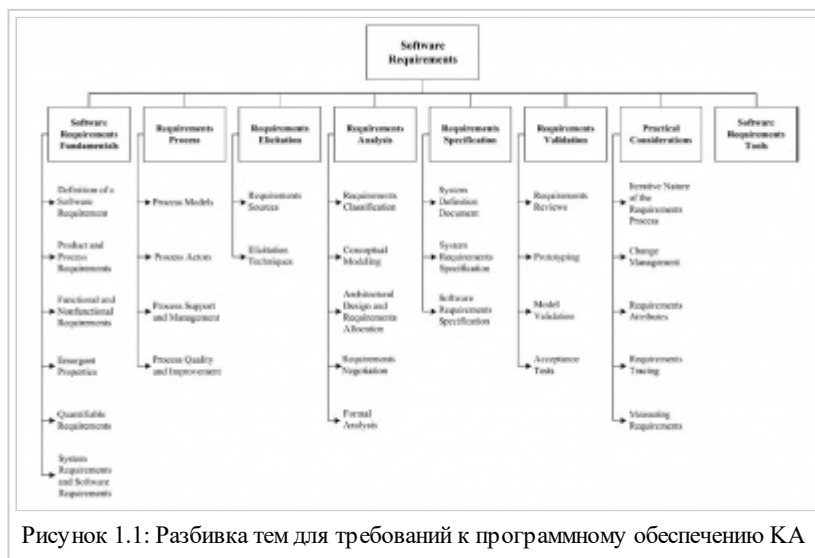 Software
Requirements
Software
Requirements
Fundamentals
Requirements
Process
Requirements
Elicitation
Requirements
Analysis
Requirements
Specification
Requirements
Validation
Practical
Considerations
Software
Requirements
Tools
Definition of a
Software
Requirement
Product and
Process
Requirements
Functional and
Nonfunctional
Requirements
Emergent
Properties
Quantifiable
Requirements
System
Requirements
and Software
Requirements
Process Models
Process Actors
Process Support
and Management
Process Quality
and Improvement
Requirements
Sources
Elicitation
Techniques
Requirements
Classification
Conceptual
Modeling
Architectural
Design and
Requirements
Allocation
Requirements
Negotiation
Formal
Analysis
System
Definition
Document
System
Requirements
Specification
Software
Requirements
Specification
Requirements
Reviews
Prototyping
Model
Validation
Acceptance
Tests
Iterative Nature
of the
Requirements
Process
Change
Management
Requirements
Attributes
Requirements
Tracing
Measuring
Requirements
Рисунок 1.1: Разбивка тем для требований к программному обеспечению KA